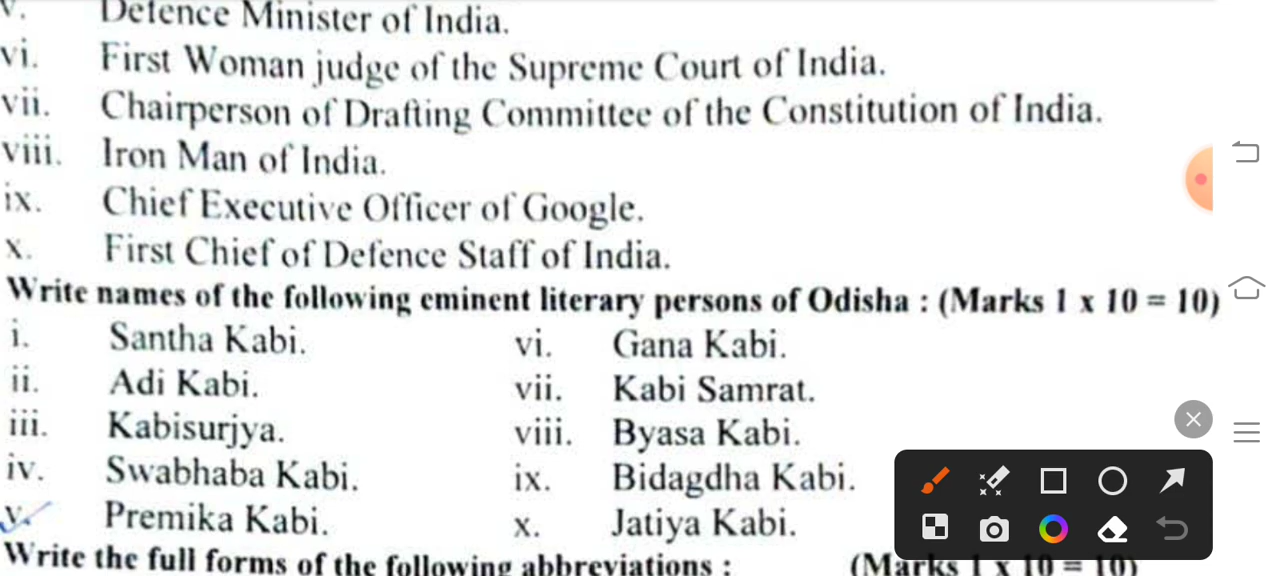 v. Defence Minister of India.
vi. First Woman judge of the Supreme Court of India.
vii. Chairperson of Drafting Committee of the Constitution of India.
viii. Iron Man of India.
ix. Chief Executive Officer of Google.
x. First Chief of Defence Staff of India.
Write names of the following eminent literary persons of Odisha : (Marks 1 x 10 = 10)
i. Santha Kabi. vi. Gana Kabi.
ii. Adi Kabi. vii. Kabi Samrat.
iii. Kabisurjya. viii. Byasa Kabi.
iv. Swabhaba Kabi. ix. Bidagdha Kabi.
v. Premika Kabi. x. Jatiya Kabi.
Write the full forms of the following abbreviations : (Marks 1 x 10 = 10)